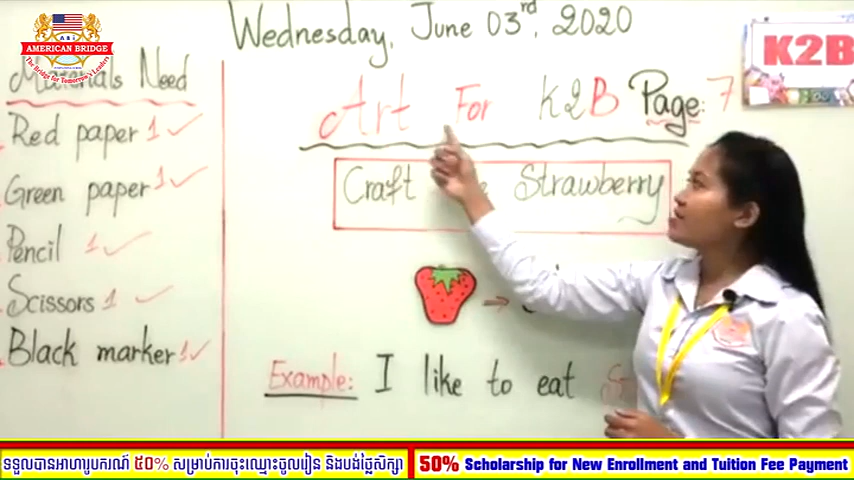 AMERICAN BRIDGE
The Bridge for Tomorrow's Leaders
Wednesday, June 03rd, 2020
K2B
Materials Need
Red paper 1 ✓
Green paper 1 ✓
Pencil 1 ✓
Scissors 1 ✓
Black marker 1 ✓
Art For K2B Page: 7
Craft Strawberry
→
Example: I like to eat
ទទួលបានអាហារូបករណ៍ ៥០% សម្រាប់ការចុះឈ្មោះចូលរៀន និងបង់ថ្លៃសិក្សា
50% Scholarship for New Enrollment and Tuition Fee Payment